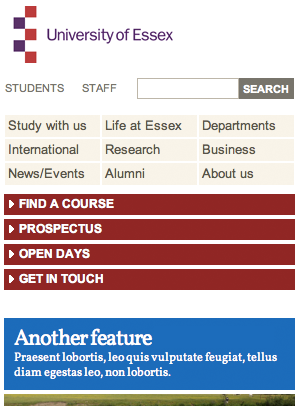 University of Essex
STUDENTS STAFF SEARCH
Study with us Life at Essex Departments
International Research Business
News/Events Alumni About us
FIND A COURSE
PROSPECTUS
OPEN DAYS
GET IN TOUCH
Another feature
Praesent lobortis, leo quis vulputate feugiat, tellus
diam egestas leo, non lobortis.